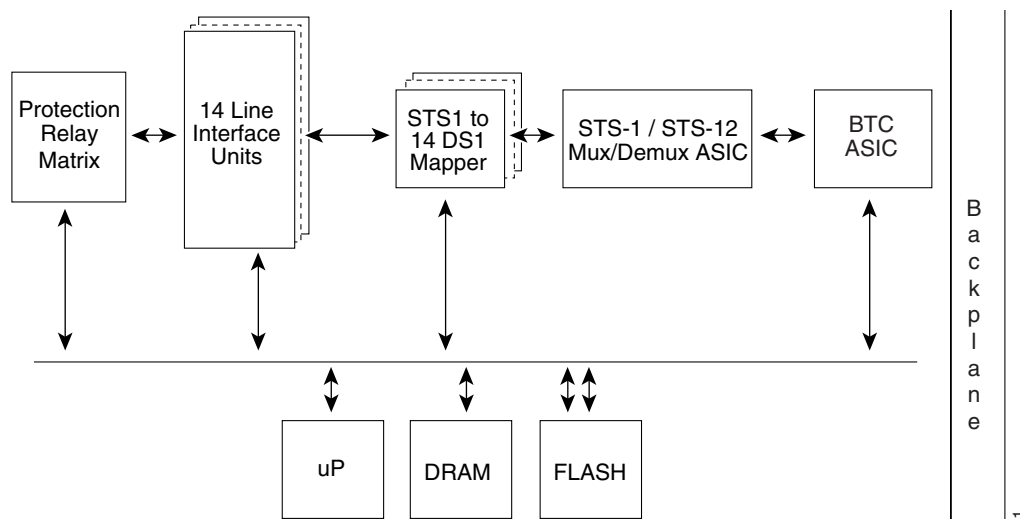 Protection
Relay
Matrix
14 Line
Interface
Units
STS1 to
14 DS1
Mapper
STS-1 / STS-12
Mux/Demux ASIC
BTC
ASIC
B
a
c
k
p
l
a
n
e
uP
DRAM
FLASH